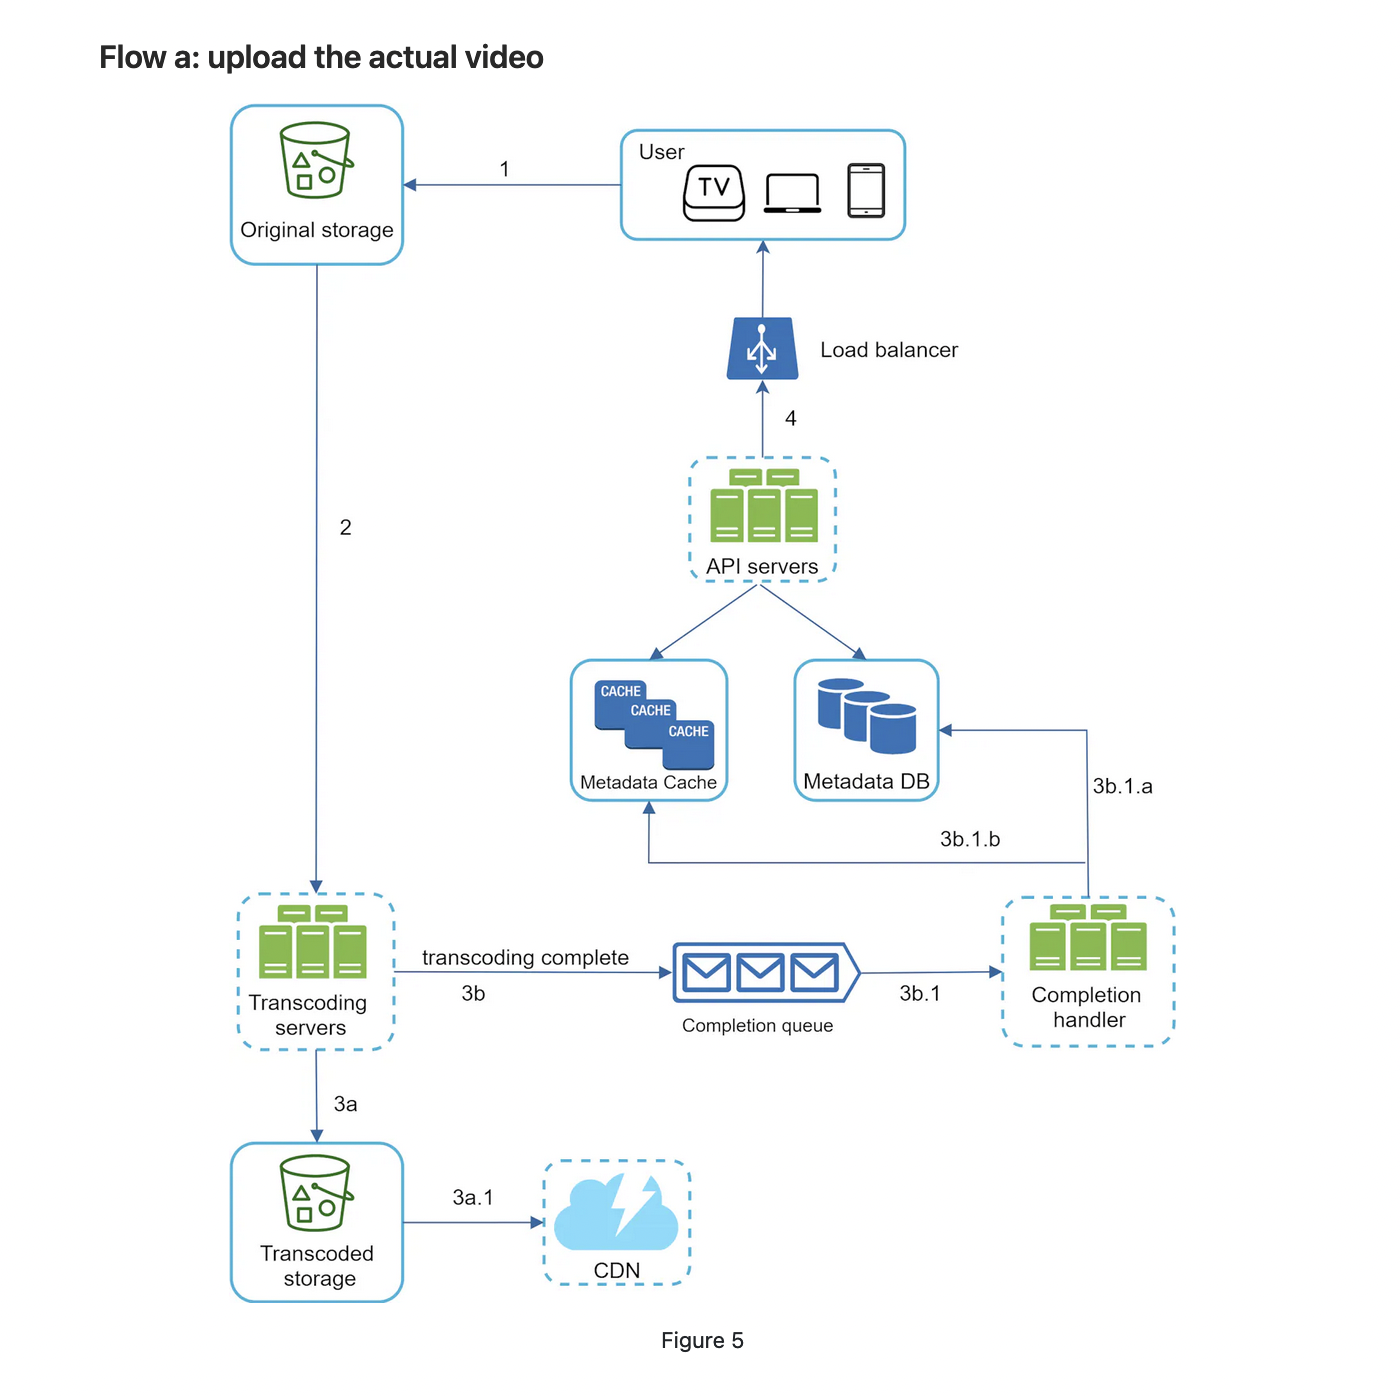 Flow a: upload the actual video
User
TV
1
Original storage
Load balancer
4
2
API servers
CACHE
CACHE
CACHE
Metadata Cache
Metadata DB
3b.1.a
3b.1.b
transcoding complete
3b
3b.1
Transcoding
servers
Completion queue
Completion
handler
3a
3a.1
Transcoded
storage
CDN
Figure 5